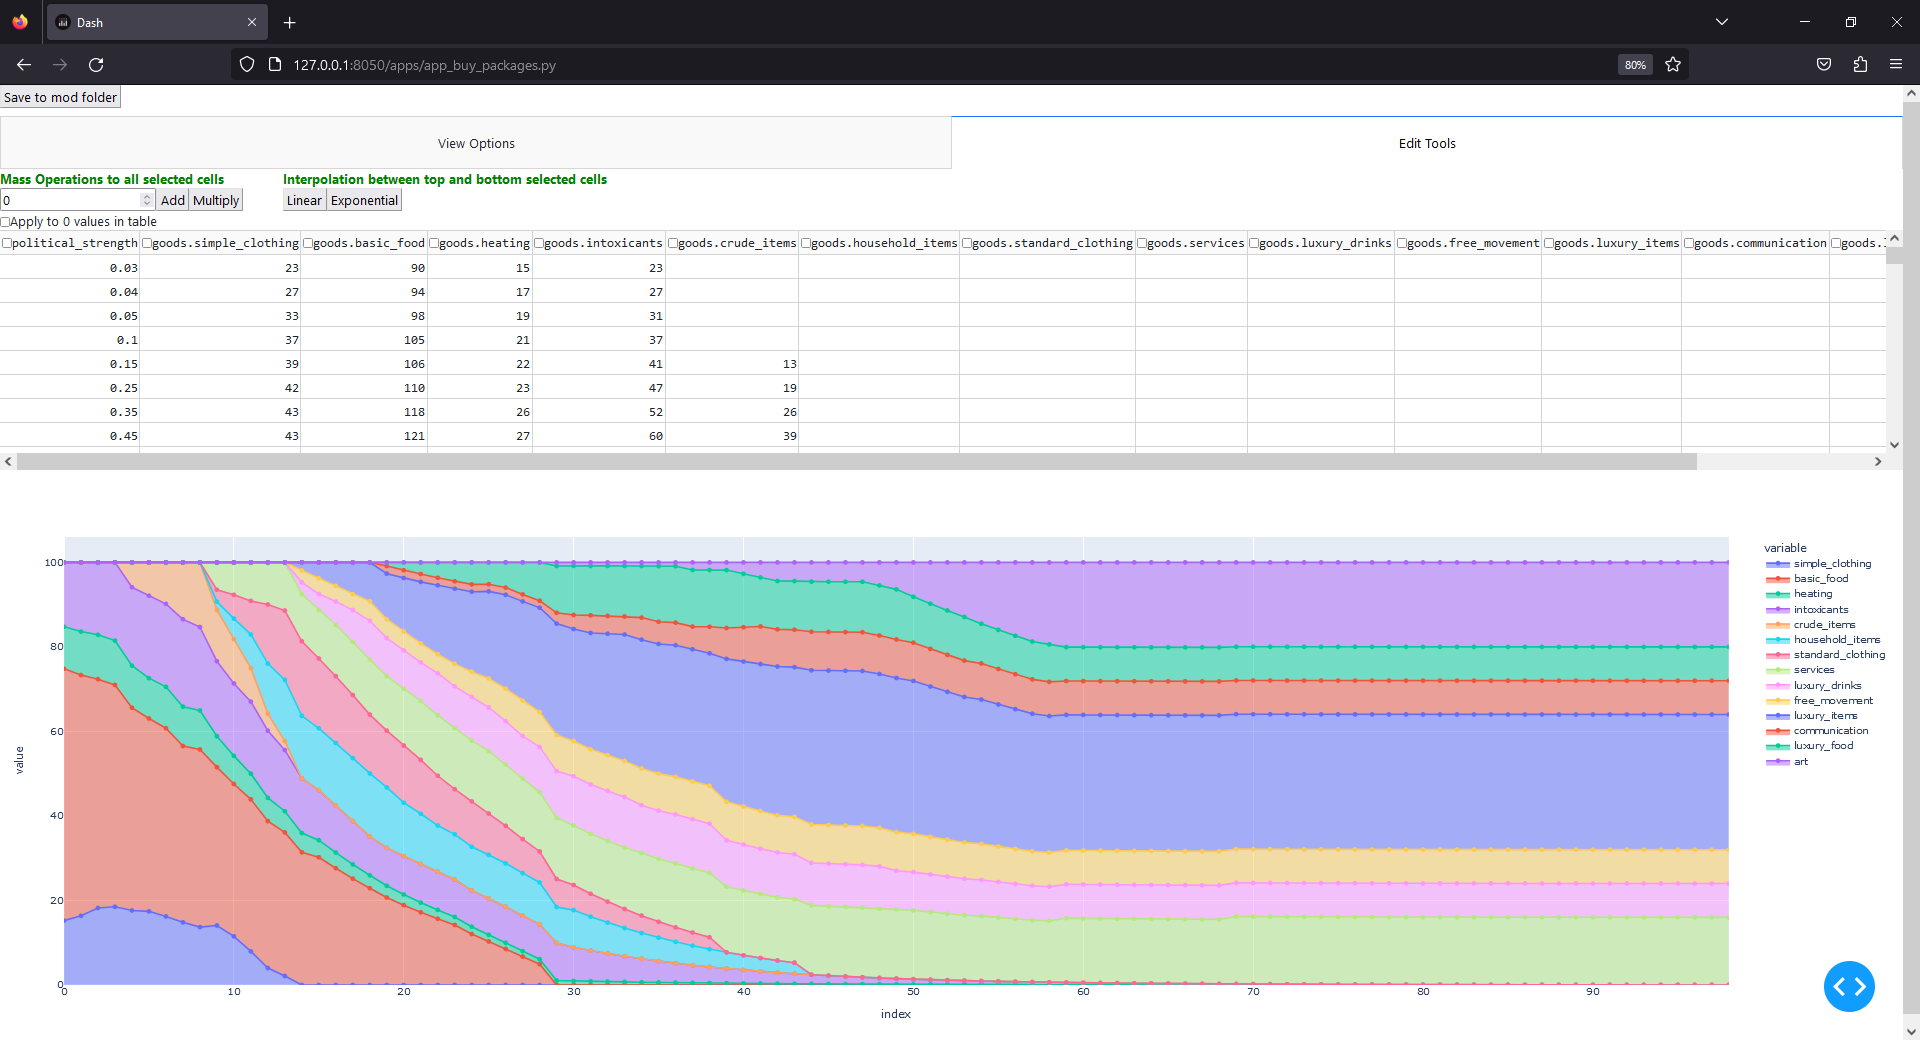 Dash
127.0.0.1:8050/apps/app_buy_packages.py
80%
Save to mod folder
View Options
Edit Tools
Mass Operations to all selected cells
Interpolation between top and bottom selected cells
0
Add
Multiply
Linear
Exponential
Apply to 0 values in table
political_strength goods.simple_clothing goods.basic_food goods.heating goods.intoxicants goods.crude_items goods.household_items goods.standard_clothing goods.services goods.luxury_drinks goods.free_movement goods.luxury_items goods.communication goods.
0.03 23 90 15 23
0.04 27 94 17 27
0.05 33 98 19 31
0.1 37 105 21 37
0.15 39 106 22 41 13
0.25 42 110 23 47 19
0.35 43 118 26 52 26
0.45 43 121 27 60 39
100
80
60
40
20
0
value
0 10 20 30 40 50 60 70 80 90
index
variable
simple_clothing
basic_food
heating
intoxicants
crude_items
household_items
standard_clothing
services
luxury_drinks
free_movement
luxury_items
communication
luxury_food
art